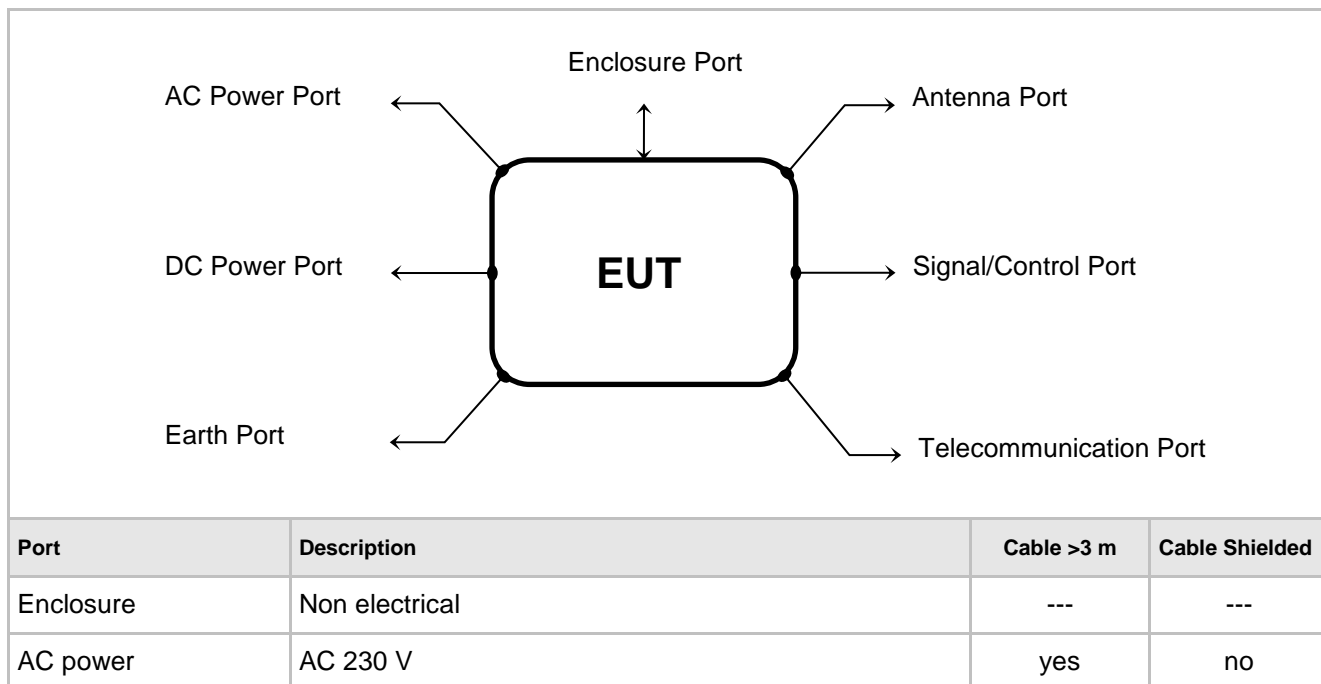 Enclosure Port
AC Power Port
Antenna Port
DC Power Port
EUT
Signal/Control Port
Earth Port
Telecommunication Port
Port Description Cable >3 m Cable Shielded
Enclosure Non electrical --- ---
AC power AC 230 V yes no